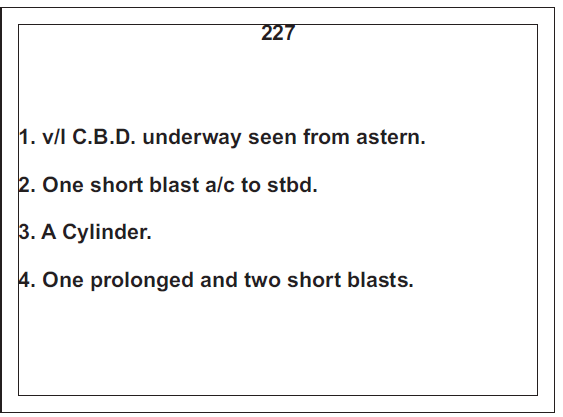 227
1. v/l C.B.D. underway seen from astern.
2. One short blast a/c to stbd.
3. A Cylinder.
4. One prolonged and two short blasts.